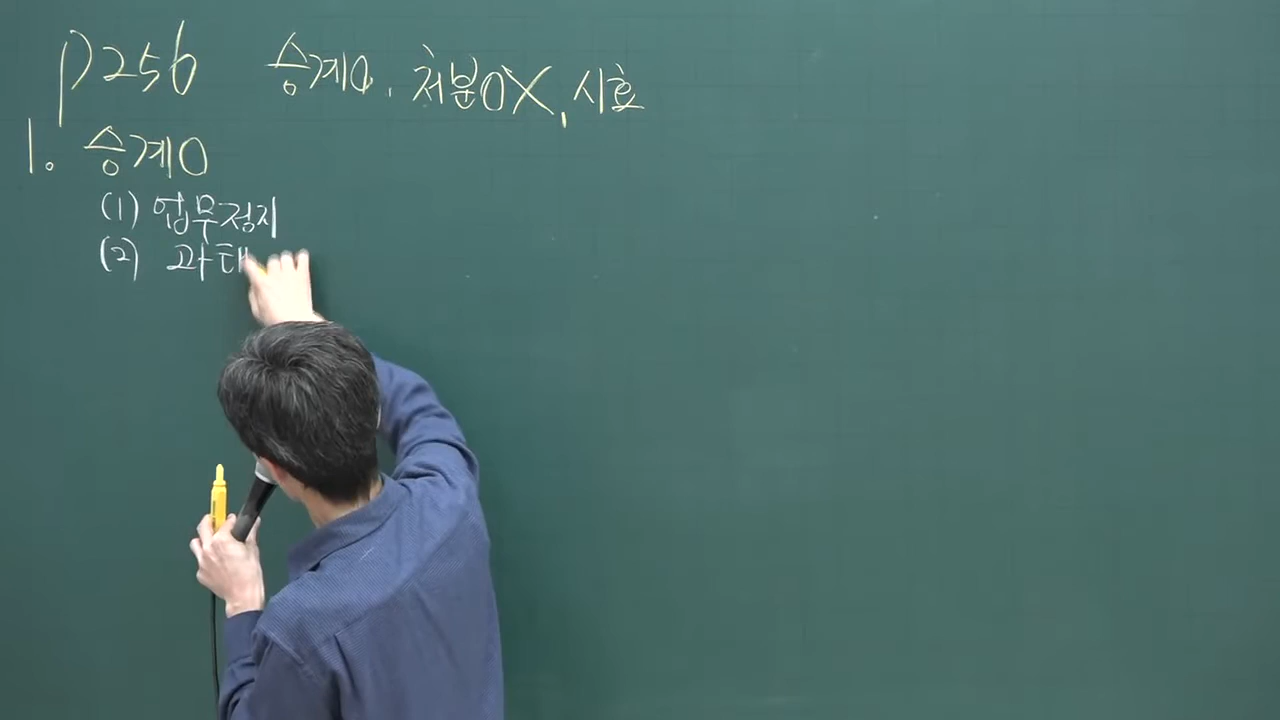 P256 승계O, 처분OX, 시효
1. 승계O
(1) 업무정지
(2) 과태